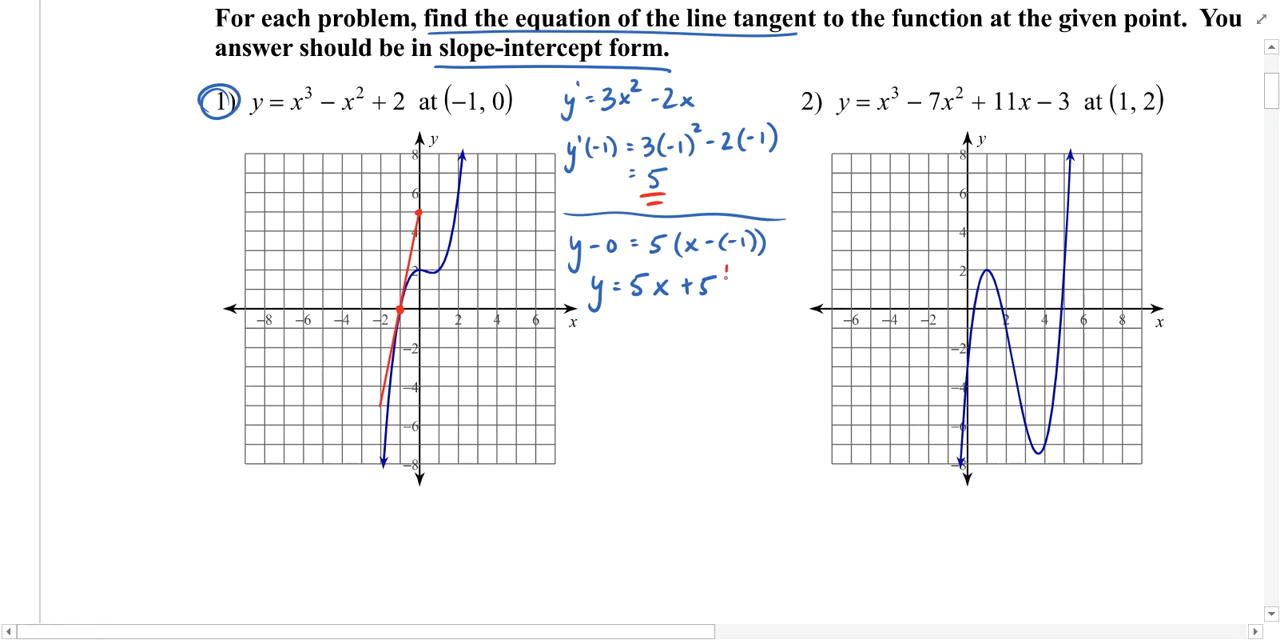 For each problem, find the equation of the line tangent to the function at the given point. You
answer should be in slope-intercept form.
1) y = x³ − x² + 2 at (−1, 0)
y' = 3x² - 2x
y'(-1) = 3(-1)² - 2(-1)
= 5
y - 0 = 5(x-(-1))
y = 5x + 5!
y
8
6
4
2
−2
−4
−6
−8
−8 −6 −4 −2 2 4 6 x
2) y = x³ − 7x² + 11x − 3 at (1, 2)
y
8
6
4
2
−2
−4
−6
−8
−6 −4 −2 2 4 6 8 x